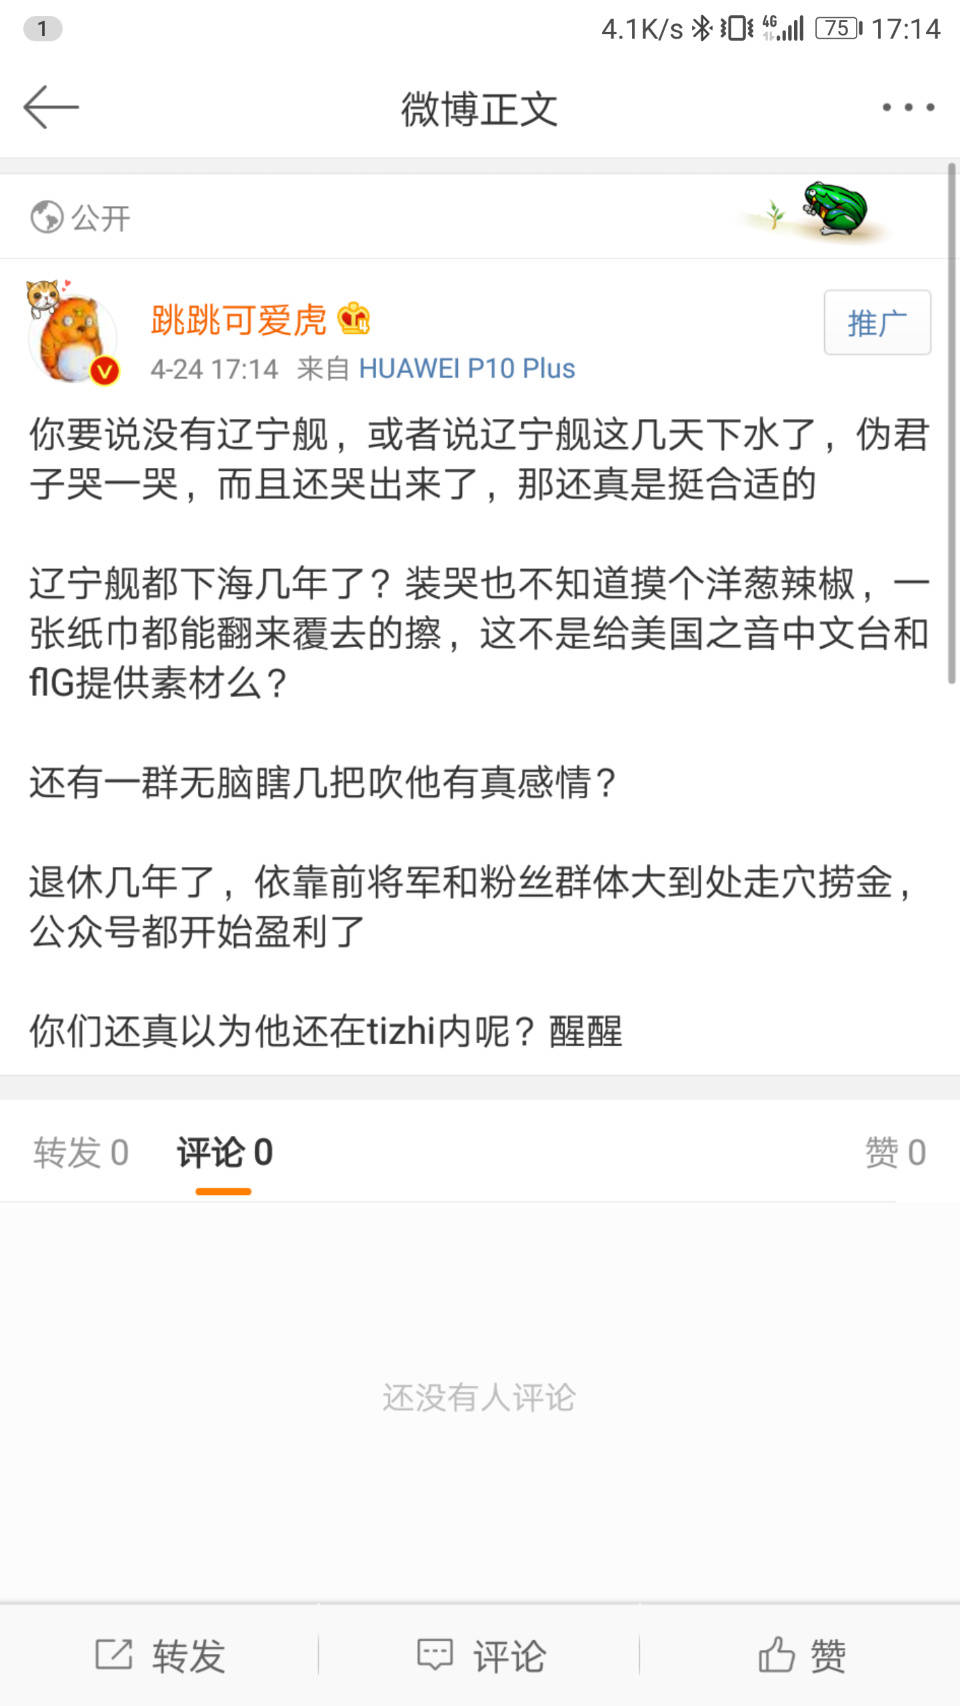 1
4.1K/s 4G 75 17:14
微博正文
公开
跳跳可爱虎
推广
4-24 17:14 来自 HUAWEI P10 Plus
你要说没有辽宁舰，或者说辽宁舰这几天下水了，伪君
子哭一哭，而且还哭出来了，那还真是挺合适的
辽宁舰都下海几年了？装哭也不知道摸个洋葱辣椒，一
张纸巾都能翻来覆去的擦，这不是给美国之音中文台和
flG提供素材么？
还有一群无脑瞎几把吹他有真感情？
退休几年了，依靠前将军和粉丝群体大到处走穴捞金，
公众号都开始盈利了
你们还真以为他还在tizhi内呢？醒醒
转发 0 评论 0 赞 0
还没有人评论
转发 评论 赞